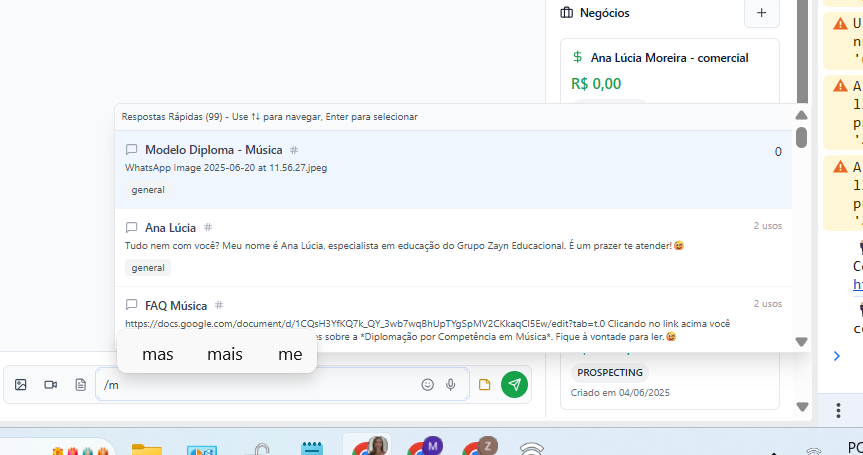 Negócios
+
$ Ana Lúcia Moreira - comercial
R$ 0,00
Respostas Rápidas (99) - Use ↑↓ para navegar, Enter para selecionar
Modelo Diploma - Música #
0
WhatsApp Image 2025-06-20 at 11.56.27.jpeg
general
Ana Lúcia #
2 usos
Tudo nem com você? Meu nome é Ana Lúcia, especialista em educação do Grupo Zayn Educacional. É um prazer te atender!😅
general
FAQ Música #
2 usos
https://docs.google.com/document/d/1CQsH3YfKQ7k_QY_3wb7wqBhUpTYgSpMV2CKkaqCl5Ew/edit?tab=t.0 Clicando no link acima você
sobre a *Diplomação por Competência em Música*. Fique à vontade para ler.😅
mas mais me
/m
PROSPECTING
Criado em 04/06/2025
M
Z
PC